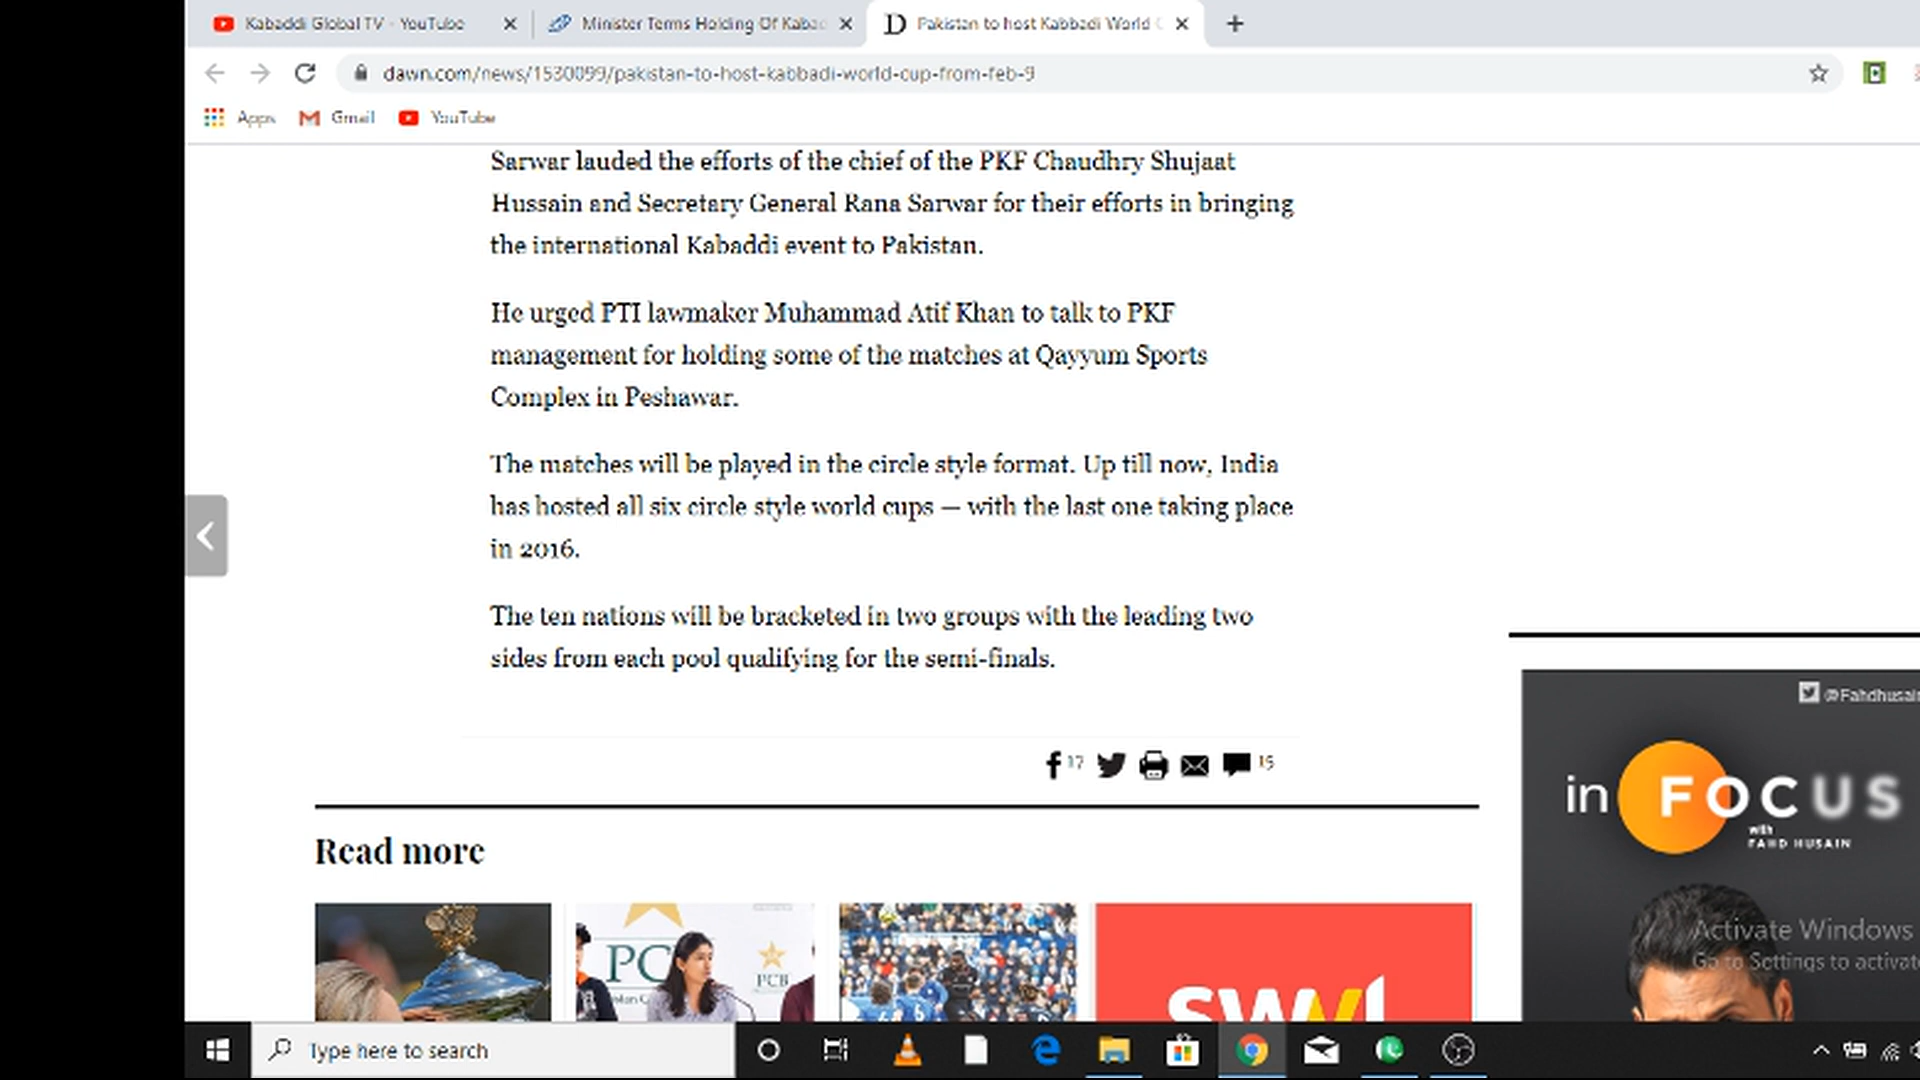 Kabaddi Global TV - YouTube
Minister Terms Holding Of Kabad
Pakistan to host Kabbadi World C
dawn.com/news/1530099/pakistan-to-host-kabbadi-world-cup-from-feb-9
Apps
Gmail
YouTube
Sarwar lauded the efforts of the chief of the PKF Chaudhry Shujaat
Hussain and Secretary General Rana Sarwar for their efforts in bringing
the international Kabaddi event to Pakistan.
He urged PTI lawmaker Muhammad Atif Khan to talk to PKF
management for holding some of the matches at Qayyum Sports
Complex in Peshawar.
The matches will be played in the circle style format. Up till now, India
has hosted all six circle style world cups — with the last one taking place
in 2016.
The ten nations will be bracketed in two groups with the leading two
sides from each pool qualifying for the semi-finals.
17
15
Read more
@Fahdhusain
in FOCUS
with
FAHD HUSAIN
PC
PCB
swvl
Activate Windows
Go to Settings to activate
Type here to search